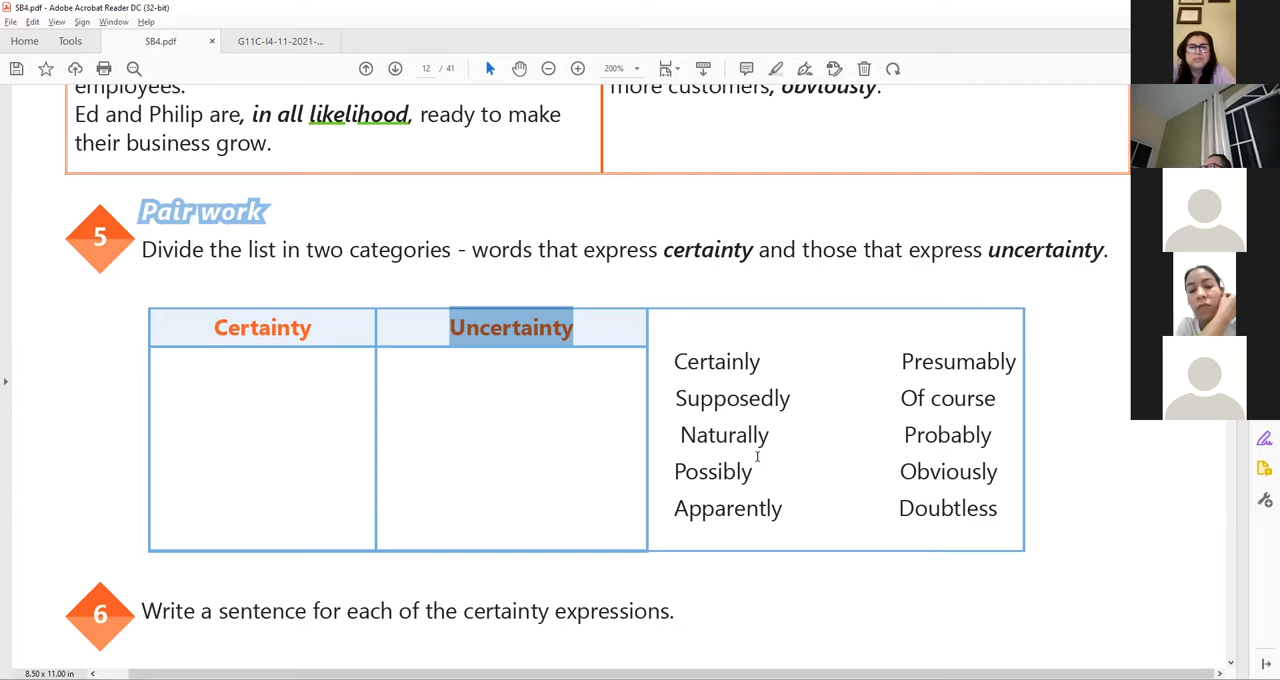 SB4.pdf - Adobe Acrobat Reader DC (32-bit)
File Edit View Sign Window Help
Home Tools SB4.pdf × G11C-I4-11-2021-...
12 / 41 200%
employees. more customers, obviously.
Ed and Philip are, in all likelihood, ready to make
their business grow.
Pair work
5 Divide the list in two categories - words that express certainty and those that express uncertainty.
Certainty Uncertainty
Certainly Presumably
Supposedly Of course
Naturally Probably
Possibly Obviously
Apparently Doubtless
6 Write a sentence for each of the certainty expressions.
8.50 x 11.00 in